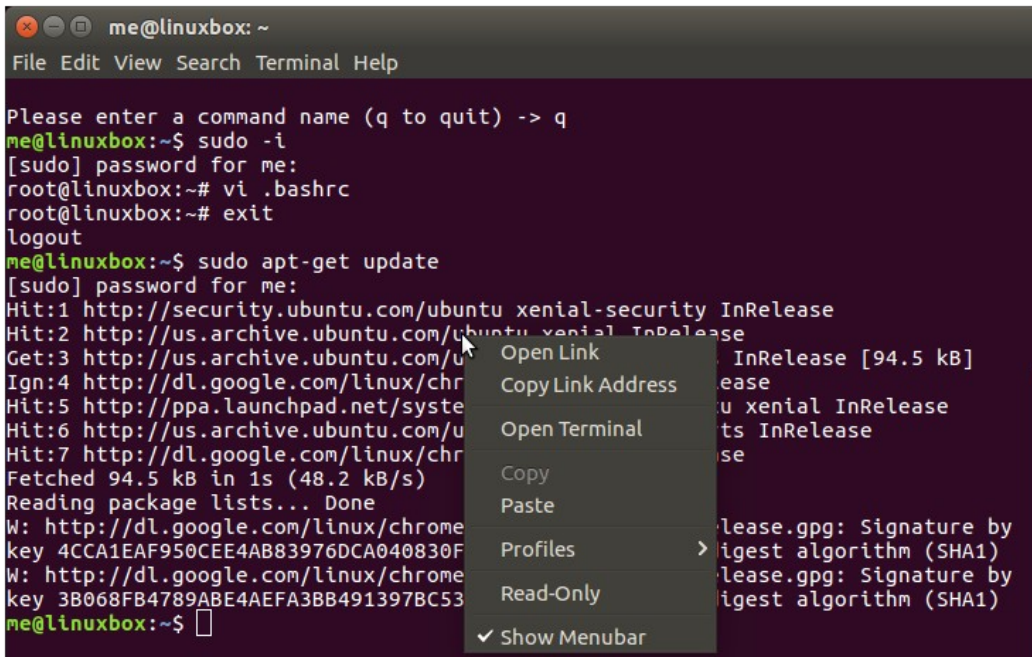 me@linuxbox: ~
File Edit View Search Terminal Help
Please enter a command name (q to quit) -> q
me@linuxbox:~$ sudo -i
[sudo] password for me:
root@linuxbox:~# vi .bashrc
root@linuxbox:~# exit
logout
me@linuxbox:~$ sudo apt-get update
[sudo] password for me:
Hit:1 http://security.ubuntu.com/ubuntu xenial-security InRelease
Hit:2 http://us.archive.ubuntu.com/ubuntu xenial InRelease
Get:3 http://us.archive.ubuntu.com/u InRelease [94.5 kB]
Ign:4 http://dl.google.com/linux/chr ease
Hit:5 http://ppa.launchpad.net/syste u xenial InRelease
Hit:6 http://us.archive.ubuntu.com/u ts InRelease
Hit:7 http://dl.google.com/linux/chr se
Fetched 94.5 kB in 1s (48.2 kB/s)
Reading package lists... Done
W: http://dl.google.com/linux/chrome lease.gpg: Signature by
key 4CCA1EAF950CEE4AB83976DCA040830F igest algorithm (SHA1)
W: http://dl.google.com/linux/chrome lease.gpg: Signature by
key 3B068FB4789ABE4AEFA3BB491397BC53 igest algorithm (SHA1)
me@linuxbox:~$
Open Link
Copy Link Address
Open Terminal
Copy
Paste
Profiles
Read-Only
Show Menubar